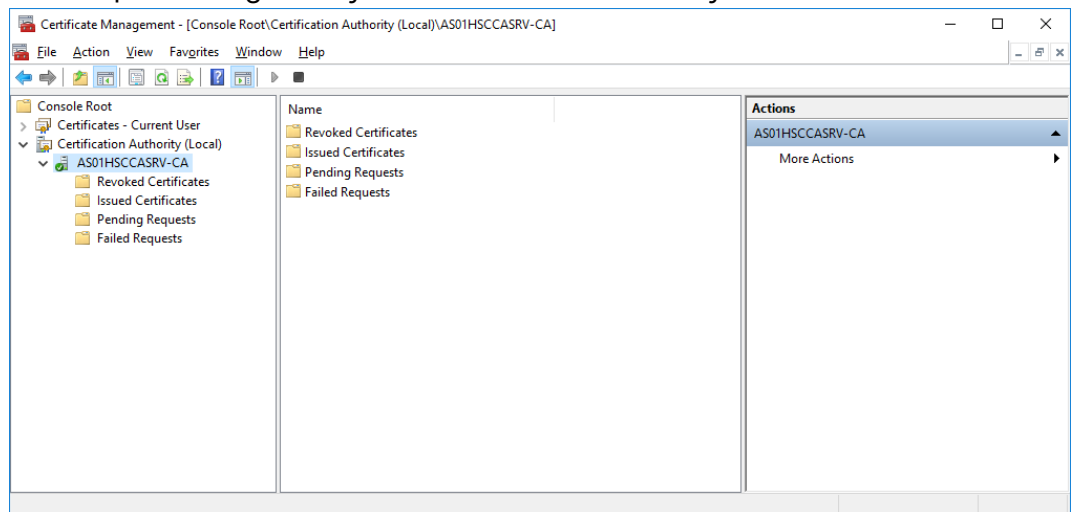 Certificate Management - [Console Root\Certification Authority (Local)\AS01HSCCASRV-CA]
File Action View Favorites Window Help
Console Root
Certificates - Current User
Certification Authority (Local)
AS01HSCCASRV-CA
Revoked Certificates
Issued Certificates
Pending Requests
Failed Requests
Name
Revoked Certificates
Issued Certificates
Pending Requests
Failed Requests
Actions
AS01HSCCASRV-CA
More Actions